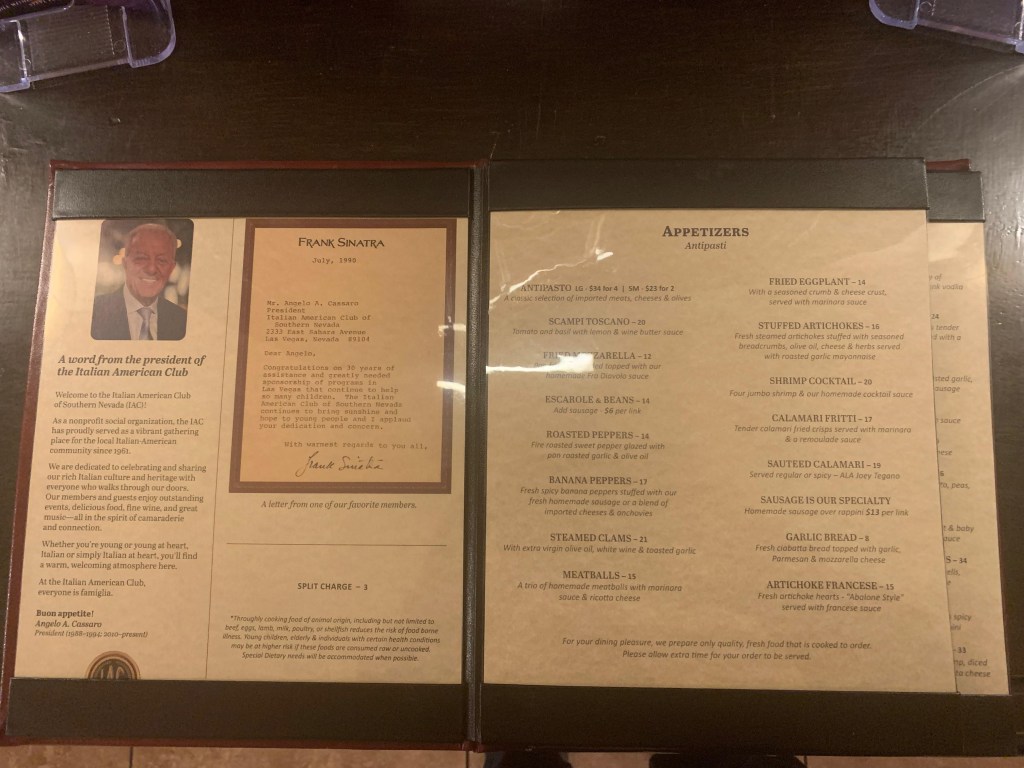 A word from the president of
the Italian American Club
Welcome to the Italian American Club
of Southern Nevada (IAC)!
As a nonprofit social organization, the IAC
has proudly served as a vibrant gathering
place for the local Italian-American
community since 1961.
We are dedicated to celebrating and sharing
our rich Italian culture and heritage with
everyone who walks through our doors.
Our members and guests enjoy outstanding
events, delicious food, fine wine, and great
music—all in the spirit of camaraderie
and connection.
Whether you're young or young at heart,
Italian or simply Italian at heart, you'll find
a warm, welcoming atmosphere here.
At the Italian American Club,
everyone is famiglia.
Buon appetite!
Angelo A. Cassaro
President (1988-1994; 2010-present)
IAC
FRANK SINATRA
July, 1990
Mr. Angelo A. Cassaro
President
Italian American Club of
Southern Nevada
2333 East Sahara Avenue
Las Vegas, Nevada 89104
Dear Angelo,
Congratulations on 30 years of
assistance and greatly needed
sponsorship of programs in
Las Vegas that continue to help
so many children. The Italian
American Club of Southern Nevada
continues to bring sunshine and
hope to young people and I applaud
your dedication and concern.
With warmest regards to you all,
Frank Sinatra
A letter from one of our favorite members.
SPLIT CHARGE – 3
*Thoroughly cooking food of animal origin, including but not limited to
beef, eggs, lamb, milk, poultry, or shellfish reduces the risk of food borne
illness. Young children, elderly & individuals with certain health conditions
may be at higher risk if these foods are consumed raw or uncooked.
Special Dietary needs will be accommodated when possible.
APPETIZERS
Antipasti
ANTIPASTO LG - $34 for 4 | SM - $23 for 2
A classic selection of imported meats, cheeses & olives
SCAMPI TOSCANO – 20
Tomato and basil with lemon & wine butter sauce
FRIED MOZZARELLA – 12
topped with our
homemade Fra Diavolo sauce
ESCAROLE & BEANS – 14
Add sausage - $6 per link
ROASTED PEPPERS – 14
Fire roasted sweet pepper glazed with
pan roasted garlic & olive oil
BANANA PEPPERS – 17
Fresh spicy banana peppers stuffed with our
fresh homemade sausage or a blend of
imported cheeses & anchovies
STEAMED CLAMS – 21
With extra virgin olive oil, white wine & toasted garlic
MEATBALLS – 15
A trio of homemade meatballs with marinara
sauce & ricotta cheese
FRIED EGGPLANT – 14
With a seasoned crumb & cheese crust,
served with marinara sauce
STUFFED ARTICHOKES – 16
Fresh steamed artichokes stuffed with seasoned
breadcrumbs, olive oil, cheese & herbs served
with roasted garlic mayonnaise
SHRIMP COCKTAIL – 20
Four jumbo shrimp & our homemade cocktail sauce
CALAMARI FRITTI – 17
Tender calamari fried crisps served with marinara
& a remoulade sauce
SAUTEED CALAMARI – 19
Served regular or spicy – ALA Joey Tegano
SAUSAGE IS OUR SPECIALTY
Homemade sausage over rappini $13 per link
GARLIC BREAD – 8
Fresh ciabatta bread topped with garlic,
Parmesan & mozzarella cheese
ARTICHOKE FRANCESE – 15
Fresh artichoke hearts - "Abalone Style"
served with francese sauce
For your dining pleasure, we prepare only quality, fresh food that is cooked to order.
Please allow extra time for your order to be served.
of
vodka
24
tender
with a
garlic,
sausage
sauce
peas,
& baby
sauce
S – 34
spicy
–33
diced
cheese